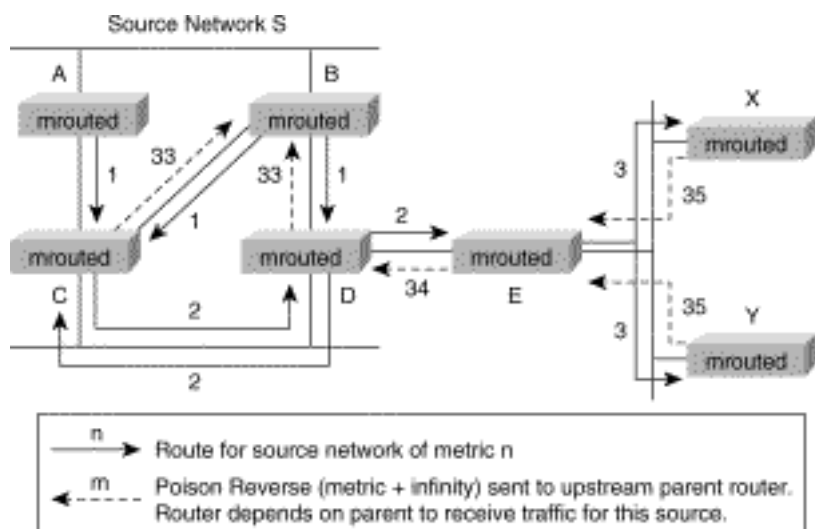 Source Network S
A
B
X
mrouted
mrouted
mrouted
33
3
1
33
1
35
1
2
mrouted
mrouted
mrouted
34
C
D
E
35
Y
2
3
mrouted
2
n
Route for source network of metric n
m
Poison Reverse (metric + infinity) sent to upstream parent router.
Router depends on parent to receive traffic for this source.